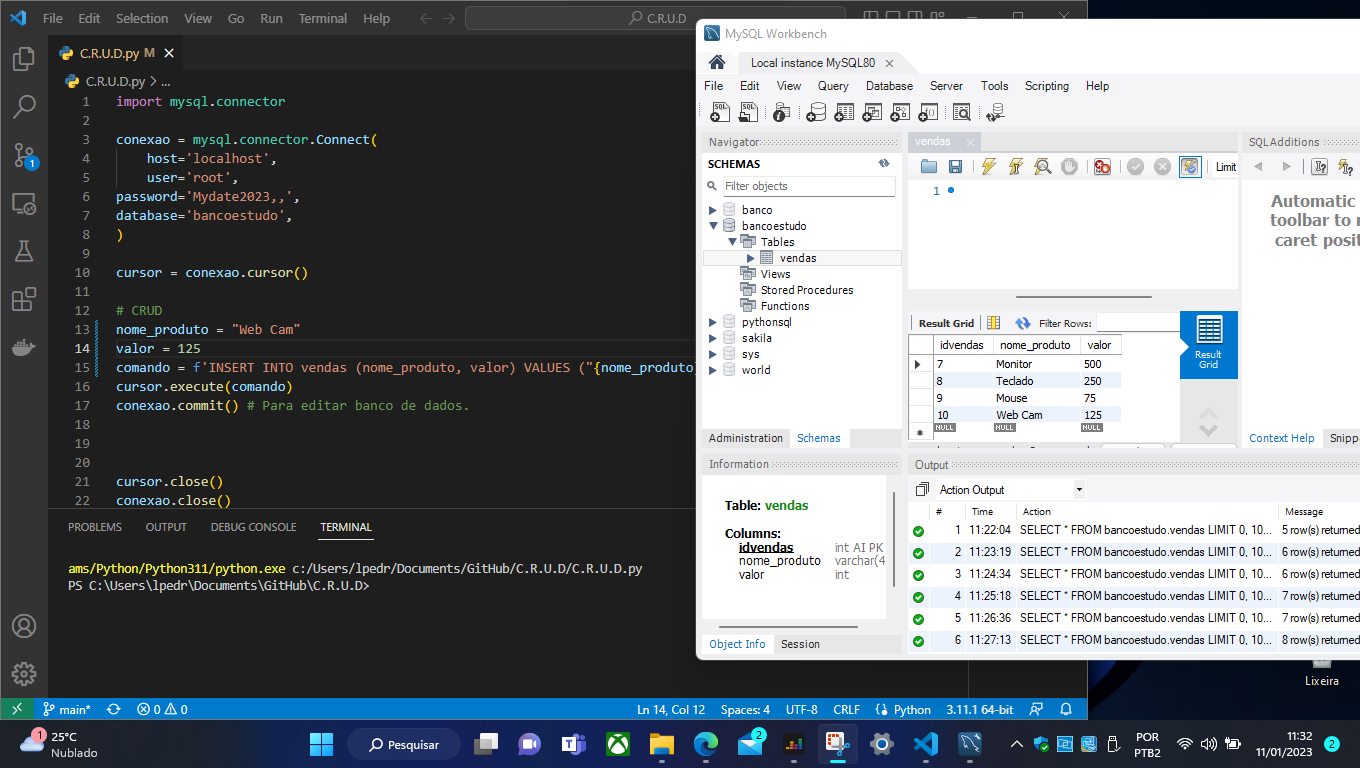 File Edit Selection View Go Run Terminal Help
C.R.U.D
C.R.U.D.py M
C.R.U.D.py > ...
1 import mysql.connector
2
3 conexao = mysql.connector.Connect(
4 host='localhost',
5 user='root',
6 password='Mydate2023,,',
7 database='bancoestudo',
8 )
9
10 cursor = conexao.cursor()
11
12 # CRUD
13 nome_produto = "Web Cam"
14 valor = 125
15 comando = f'INSERT INTO vendas (nome_produto, valor) VALUES ("{nome_produto}
16 cursor.execute(comando)
17 conexao.commit() # Para editar banco de dados.
18
19
20
21 cursor.close()
22 conexao.close()
1
PROBLEMS OUTPUT DEBUG CONSOLE TERMINAL
ams/Python/Python311/python.exe c:/Users/lpedr/Documents/GitHub/C.R.U.D/C.R.U.D.py
PS C:\Users\lpedr\Documents\GitHub\C.R.U.D>
main* 0 0
Ln 14, Col 12 Spaces: 4 UTF-8 CRLF Python 3.11.1 64-bit
MySQL Workbench
Local instance MySQL80
File Edit View Query Database Server Tools Scripting Help
Navigator
SCHEMAS
Filter objects
banco
bancoestudo
Tables
vendas
Views
Stored Procedures
Functions
pythonsql
sakila
sys
world
Administration Schemas
Information
Table: vendas
Columns:
idvendas int AI PK
nome_produto varchar(4
valor int
Object Info Session
vendas
Limit
1
Result Grid Filter Rows:
idvendas nome_produto valor
7 Monitor 500
8 Teclado 250
9 Mouse 75
10 Web Cam 125
NULL NULL NULL
Result
Grid
SQLAdditions
Automatic
toolbar to
caret posit
Context Help Snipp
Output
Action Output
# Time Action Message
1 11:22:04 SELECT * FROM bancoestudo.vendas LIMIT 0, 10... 5 row(s) returned
2 11:23:19 SELECT * FROM bancoestudo.vendas LIMIT 0, 10... 6 row(s) returned
3 11:24:34 SELECT * FROM bancoestudo.vendas LIMIT 0, 10... 6 row(s) returned
4 11:25:18 SELECT * FROM bancoestudo.vendas LIMIT 0, 10... 7 row(s) returned
5 11:26:36 SELECT * FROM bancoestudo.vendas LIMIT 0, 10... 7 row(s) returned
6 11:27:13 SELECT * FROM bancoestudo.vendas LIMIT 0, 10... 8 row(s) returned
Lixeira
1
25°C
Nublado
Pesquisar
2
POR
PTB2
11:32
11/01/2023
2